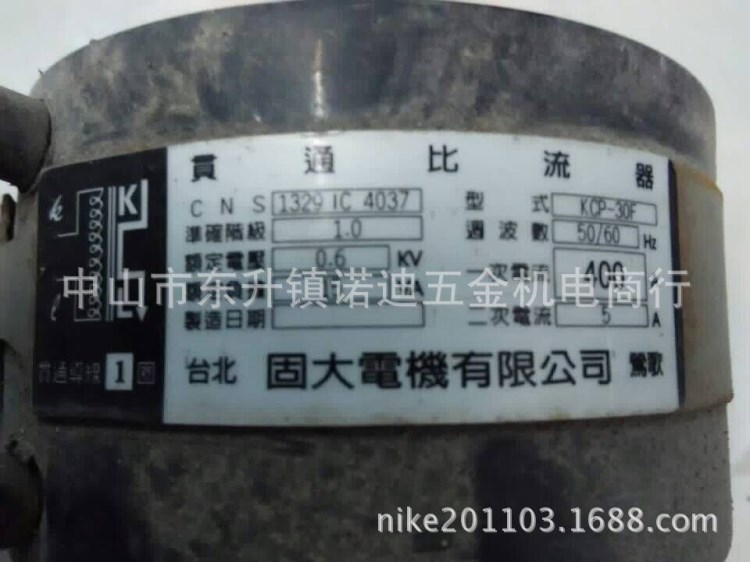 貫通比流器
CNS 1329 IC 4037 型式 KCP-30F
準確階級 1.0 週波數 50/60 Hz
額定電壓 0.6 KV 一次電流 400
中山市东升镇诺迪五金机电商行
製造日期 二次電流 5 A
貫通導線 1 回
台北 固大電機有限公司 鶯歌
k K
ℓ L
nike201103.1688.com